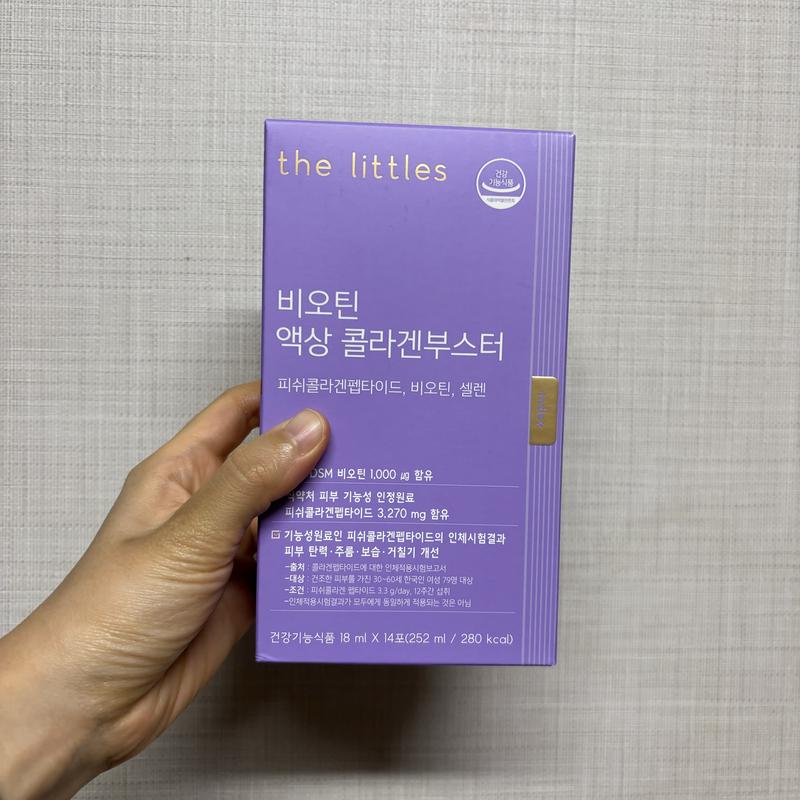 the littles
건강
기능식품
식품의약품안전처
비오틴
액상 콜라겐부스터
피쉬콜라겐펩타이드, 비오틴, 셀렌
index
DSM 비오틴 1,000 ㎍ 함유
약처 피부 기능성 인정원료
피쉬콜라겐펩타이드 3,270 mg 함유
기능성원료인 피쉬콜라겐펩타이드의 인체시험결과
피부 탄력·주름·보습·거칠기 개선
-출처 : 콜라겐펩타이드에 대한 인체적용시험보고서
-대상 : 건조한 피부를 가진 30~60세 한국인 여성 79명 대상
-조건 : 피쉬콜라겐 펩타이드 3.3 g/day, 12주간 섭취
-인체적용시험결과가 모두에게 동일하게 적용되는 것은 아님
건강기능식품 18 ml X 14포(252 ml / 280 kcal)